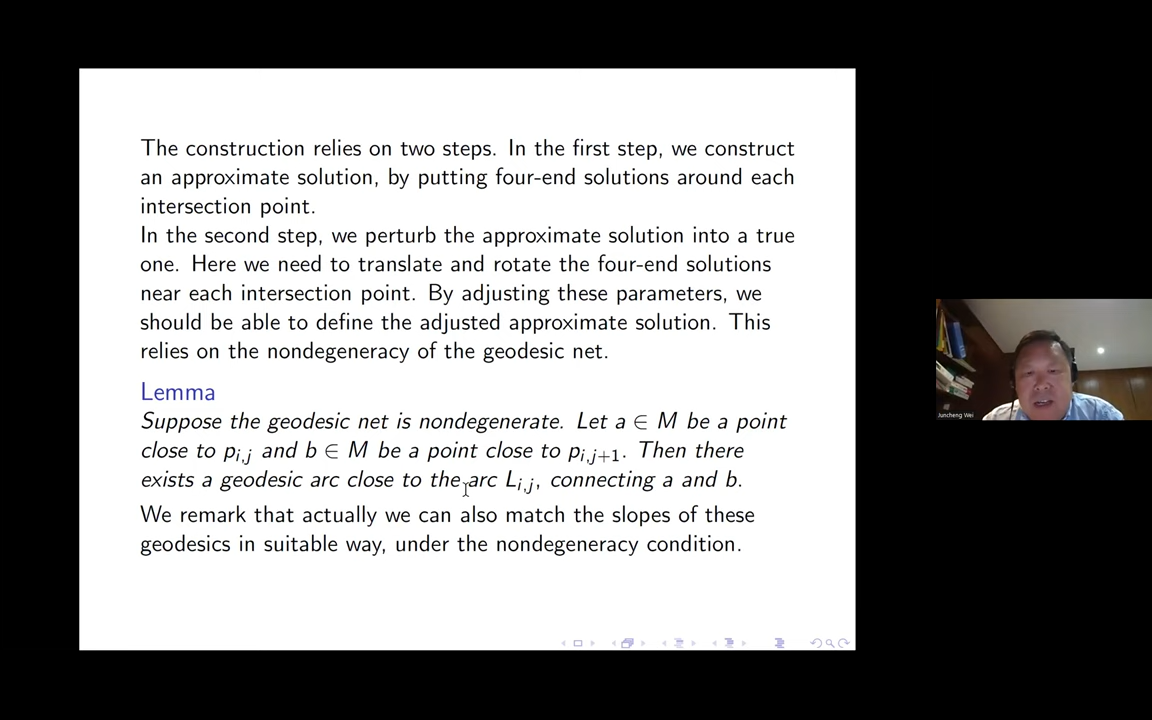 The construction relies on two steps. In the first step, we construct
an approximate solution, by putting four-end solutions around each
intersection point.
In the second step, we perturb the approximate solution into a true
one. Here we need to translate and rotate the four-end solutions
near each intersection point. By adjusting these parameters, we
should be able to define the adjusted approximate solution. This
relies on the nondegeneracy of the geodesic net.
Lemma
Suppose the geodesic net is nondegenerate. Let a ∈ M be a point
close to p_{i,j} and b ∈ M be a point close to p_{i,j+1}. Then there
exists a geodesic arc close to the arc L_{i,j}, connecting a and b.
We remark that actually we can also match the slopes of these
geodesics in suitable way, under the nondegeneracy condition.
Juncheng Wei